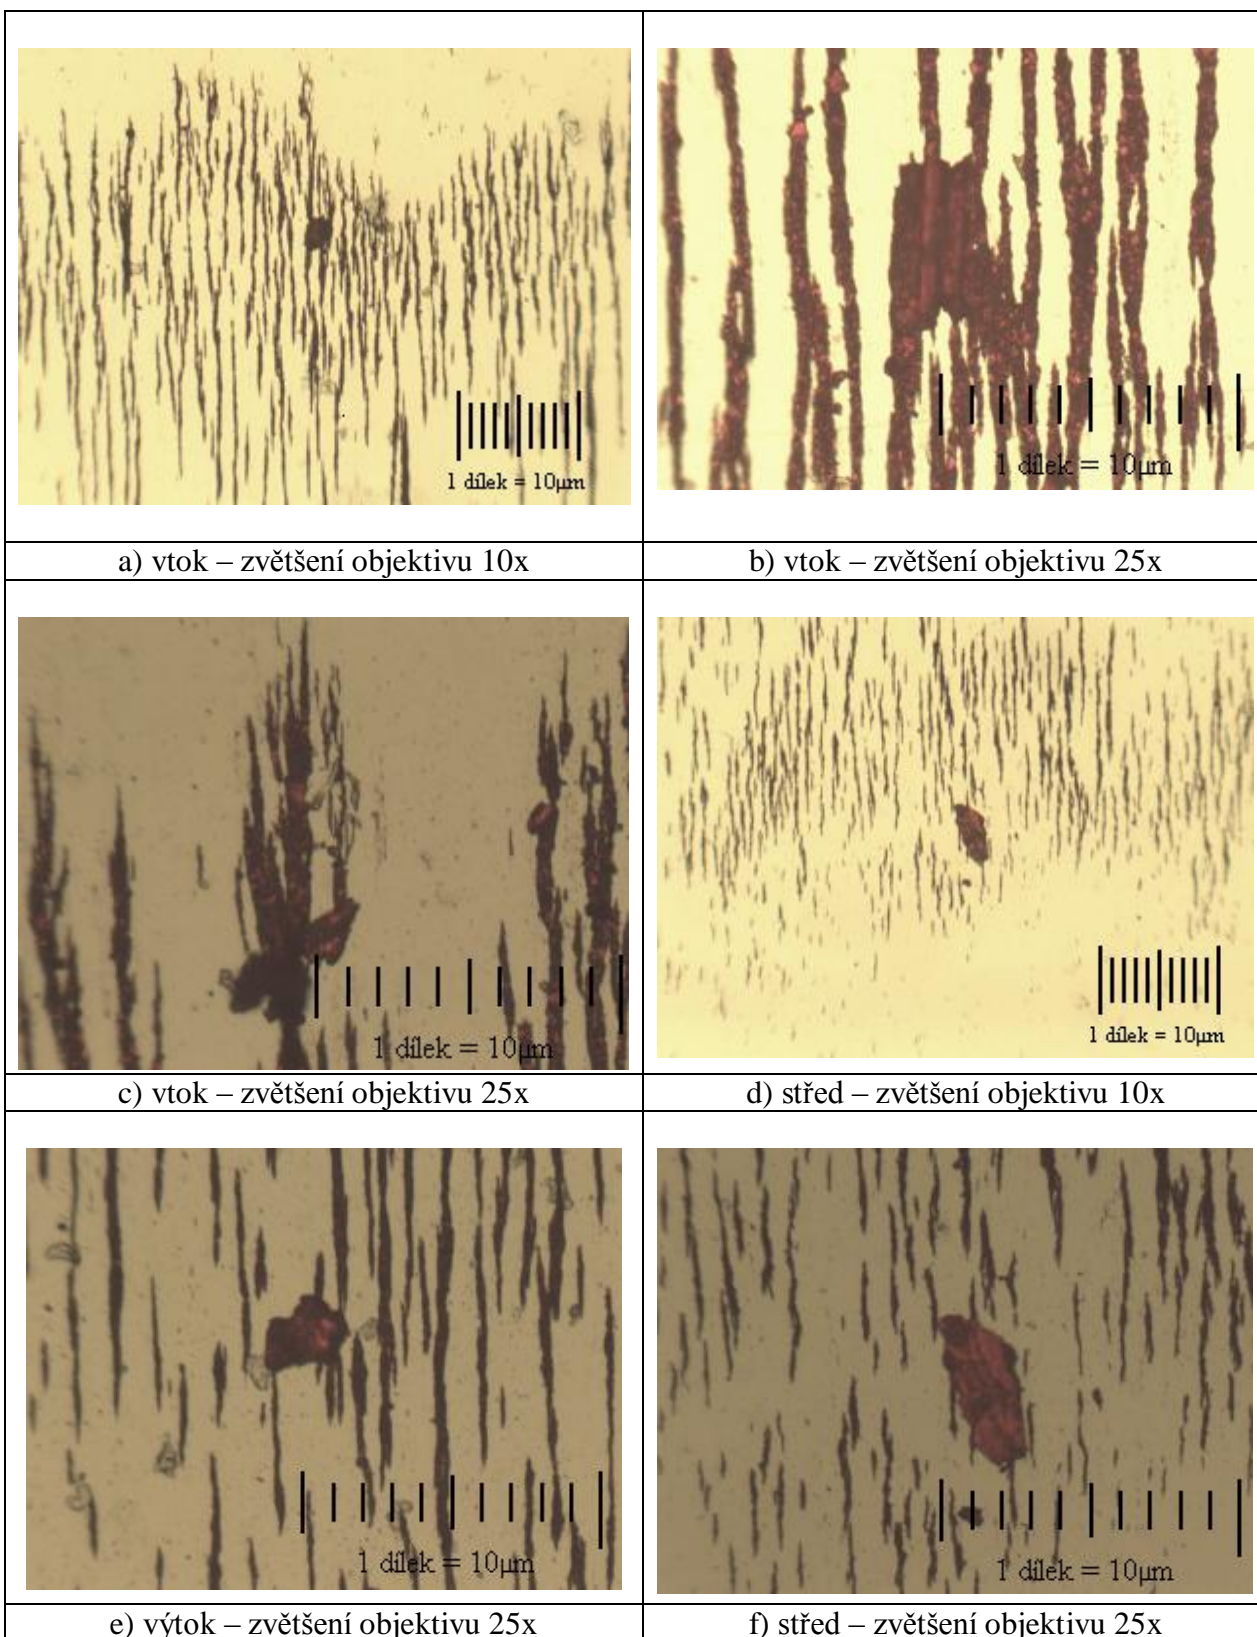 1 dílek = 10µm
1 dílek = 10µm
a) vtok – zvětšení objektivu 10x
b) vtok – zvětšení objektivu 25x
1 dílek = 10µm
1 dílek = 10µm
c) vtok – zvětšení objektivu 25x
d) střed – zvětšení objektivu 10x
1 dílek = 10µm
1 dílek = 10µm
e) výtok – zvětšení objektivu 25x
f) střed – zvětšení objektivu 25x